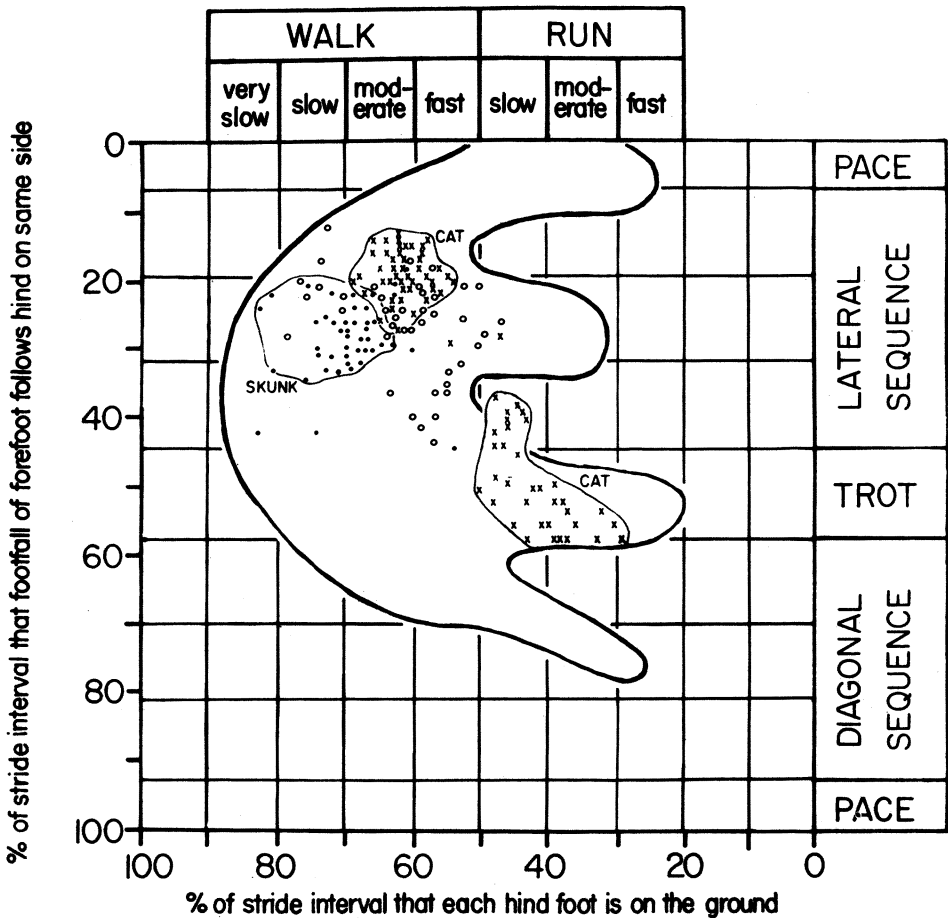 WALK RUN
very slow mod- fast slow mod- fast
slow erate erate
0
20
40
60
80
100
PACE
LATERAL
SEQUENCE
TROT
DIAGONAL
SEQUENCE
PACE
CAT
SKUNK
CAT
100 80 60 40 20 0
% of stride interval that each hind foot is on the ground
% of stride interval that footfall of forefoot follows hind on same side